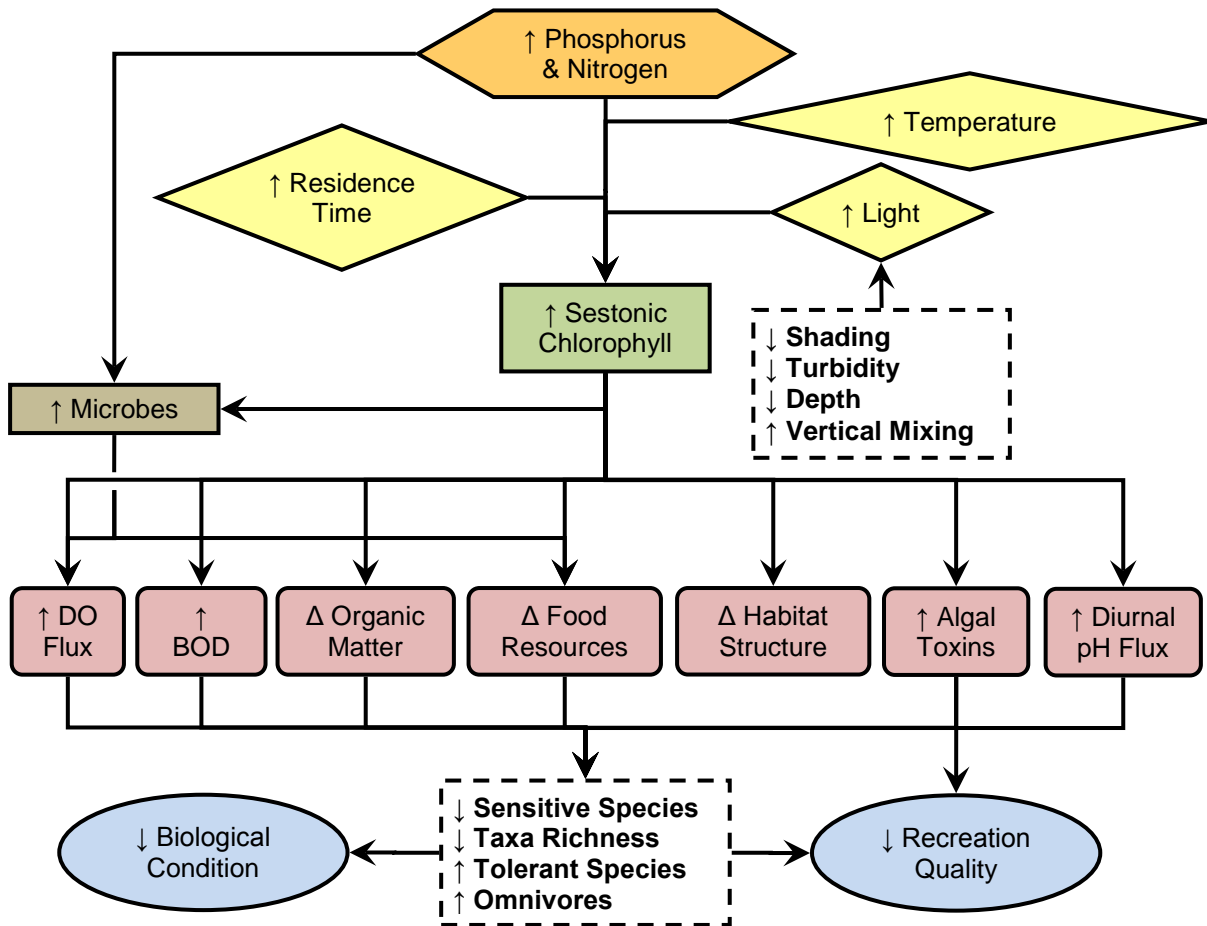 ↑ Phosphorus
& Nitrogen
↑ Temperature
↑ Residence
Time
↑ Light
↑ Sestonic
Chlorophyll
↓ Shading
↓ Turbidity
↓ Depth
↑ Vertical Mixing
↑ Microbes
↑ DO
Flux
↑
BOD
Δ Organic
Matter
Δ Food
Resources
Δ Habitat
Structure
↑ Algal
Toxins
↑ Diurnal
pH Flux
↓ Biological
Condition
↓ Sensitive Species
↓ Taxa Richness
↑ Tolerant Species
↑ Omnivores
↓ Recreation
Quality